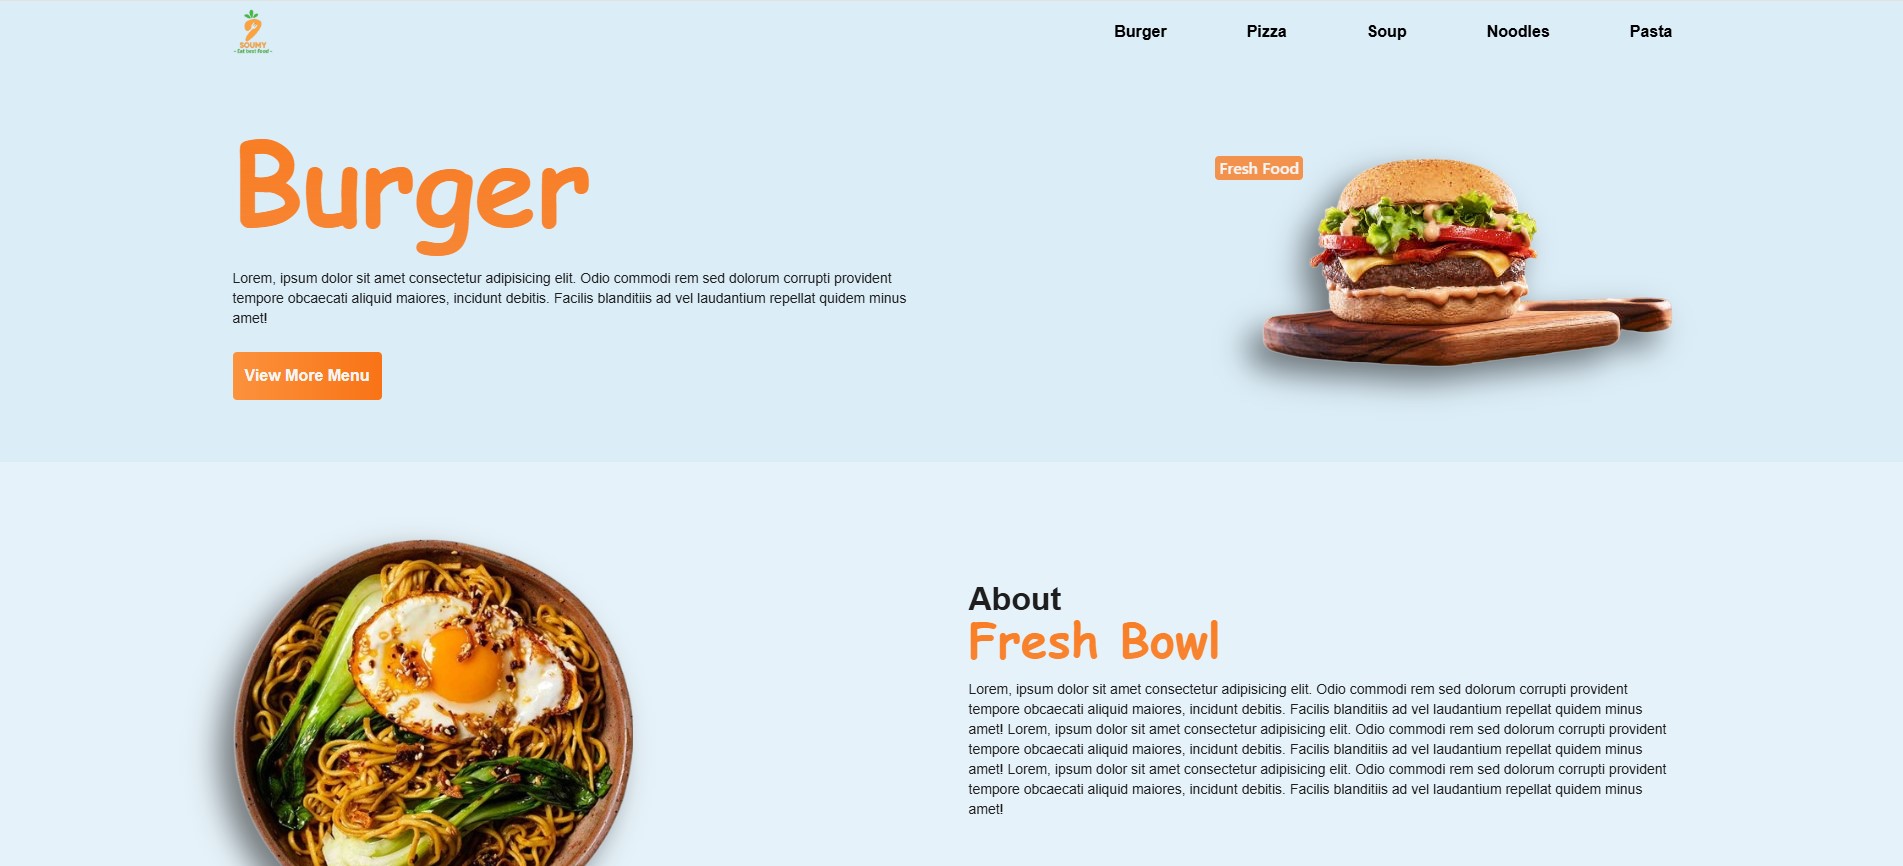 SOUMY
- Eat best food -
Burger Pizza Soup Noodles Pasta
Burger
Fresh Food
Lorem, ipsum dolor sit amet consectetur adipisicing elit. Odio commodi rem sed dolorum corrupti provident
tempore obcaecati aliquid maiores, incidunt debitis. Facilis blanditiis ad vel laudantium repellat quidem minus
amet!
View More Menu
About
Fresh Bowl
Lorem, ipsum dolor sit amet consectetur adipisicing elit. Odio commodi rem sed dolorum corrupti provident
tempore obcaecati aliquid maiores, incidunt debitis. Facilis blanditiis ad vel laudantium repellat quidem minus
amet! Lorem, ipsum dolor sit amet consectetur adipisicing elit. Odio commodi rem sed dolorum corrupti provident
tempore obcaecati aliquid maiores, incidunt debitis. Facilis blanditiis ad vel laudantium repellat quidem minus
amet! Lorem, ipsum dolor sit amet consectetur adipisicing elit. Odio commodi rem sed dolorum corrupti provident
tempore obcaecati aliquid maiores, incidunt debitis. Facilis blanditiis ad vel laudantium repellat quidem minus
amet!